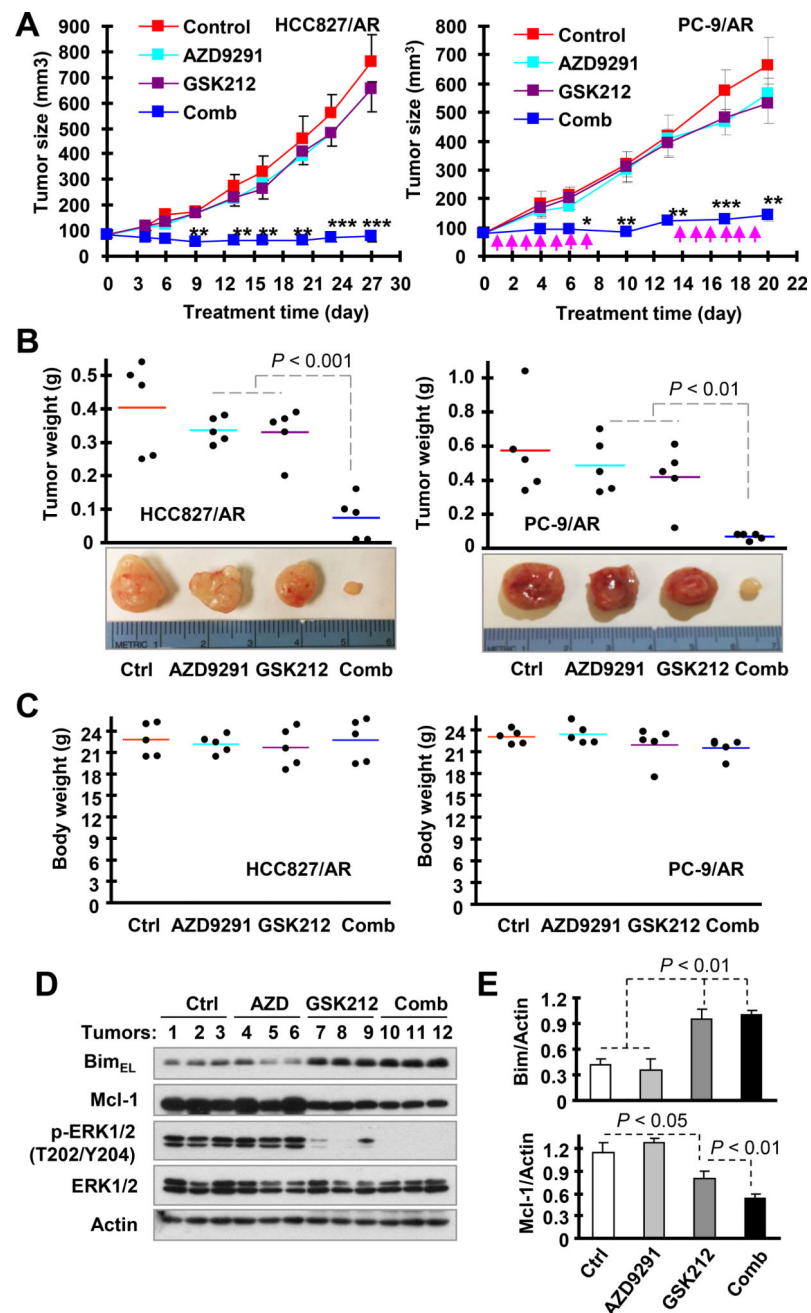 A
HCC827/AR
Tumor size (mm3)
900
800
700
600
500
400
300
200
100
0
Control
AZD9291
GSK212
Comb
** ** ** ** *** ***
0 3 6 9 12 15 18 21 24 27 30
Treatment time (day)
PC-9/AR
Tumor size (mm³)
800
700
600
500
400
300
200
100
0
Control
AZD9291
GSK212
Comb
* ** ** *** **
0 2 4 6 8 10 12 14 16 18 20 22
Treatment time (day)
B
Tumor weight (g)
0.5
0.4
0.3
0.2
0.1
0
P < 0.001
HCC827/AR
METRIC 1 2 3 4 5 6
Ctrl AZD9291 GSK212 Comb
Tumor weight (g)
1.0
0.8
0.6
0.4
0.2
0
P < 0.01
PC-9/AR
METRIC 1 2 3 4 5 6 7
Ctrl AZD9291 GSK212 Comb
C
Body weight (g)
24
21
18
15
12
9
6
3
0
HCC827/AR
Ctrl AZD9291 GSK212 Comb
Body weight (g)
24
21
18
15
12
9
6
3
0
PC-9/AR
Ctrl AZD9291 GSK212 Comb
D
Ctrl AZD GSK212 Comb
Tumors: 1 2 3 4 5 6 7 8 9 10 11 12
BimEL
Mcl-1
p-ERK1/2
(T202/Y204)
ERK1/2
Actin
E
P < 0.01
Bim/Actin
1.2
0.9
0.6
0.3
0
P < 0.05
P < 0.01
Mcl-1/Actin
1.2
0.9
0.6
0.3
0
Ctrl
AZD9291
GSK212
Comb